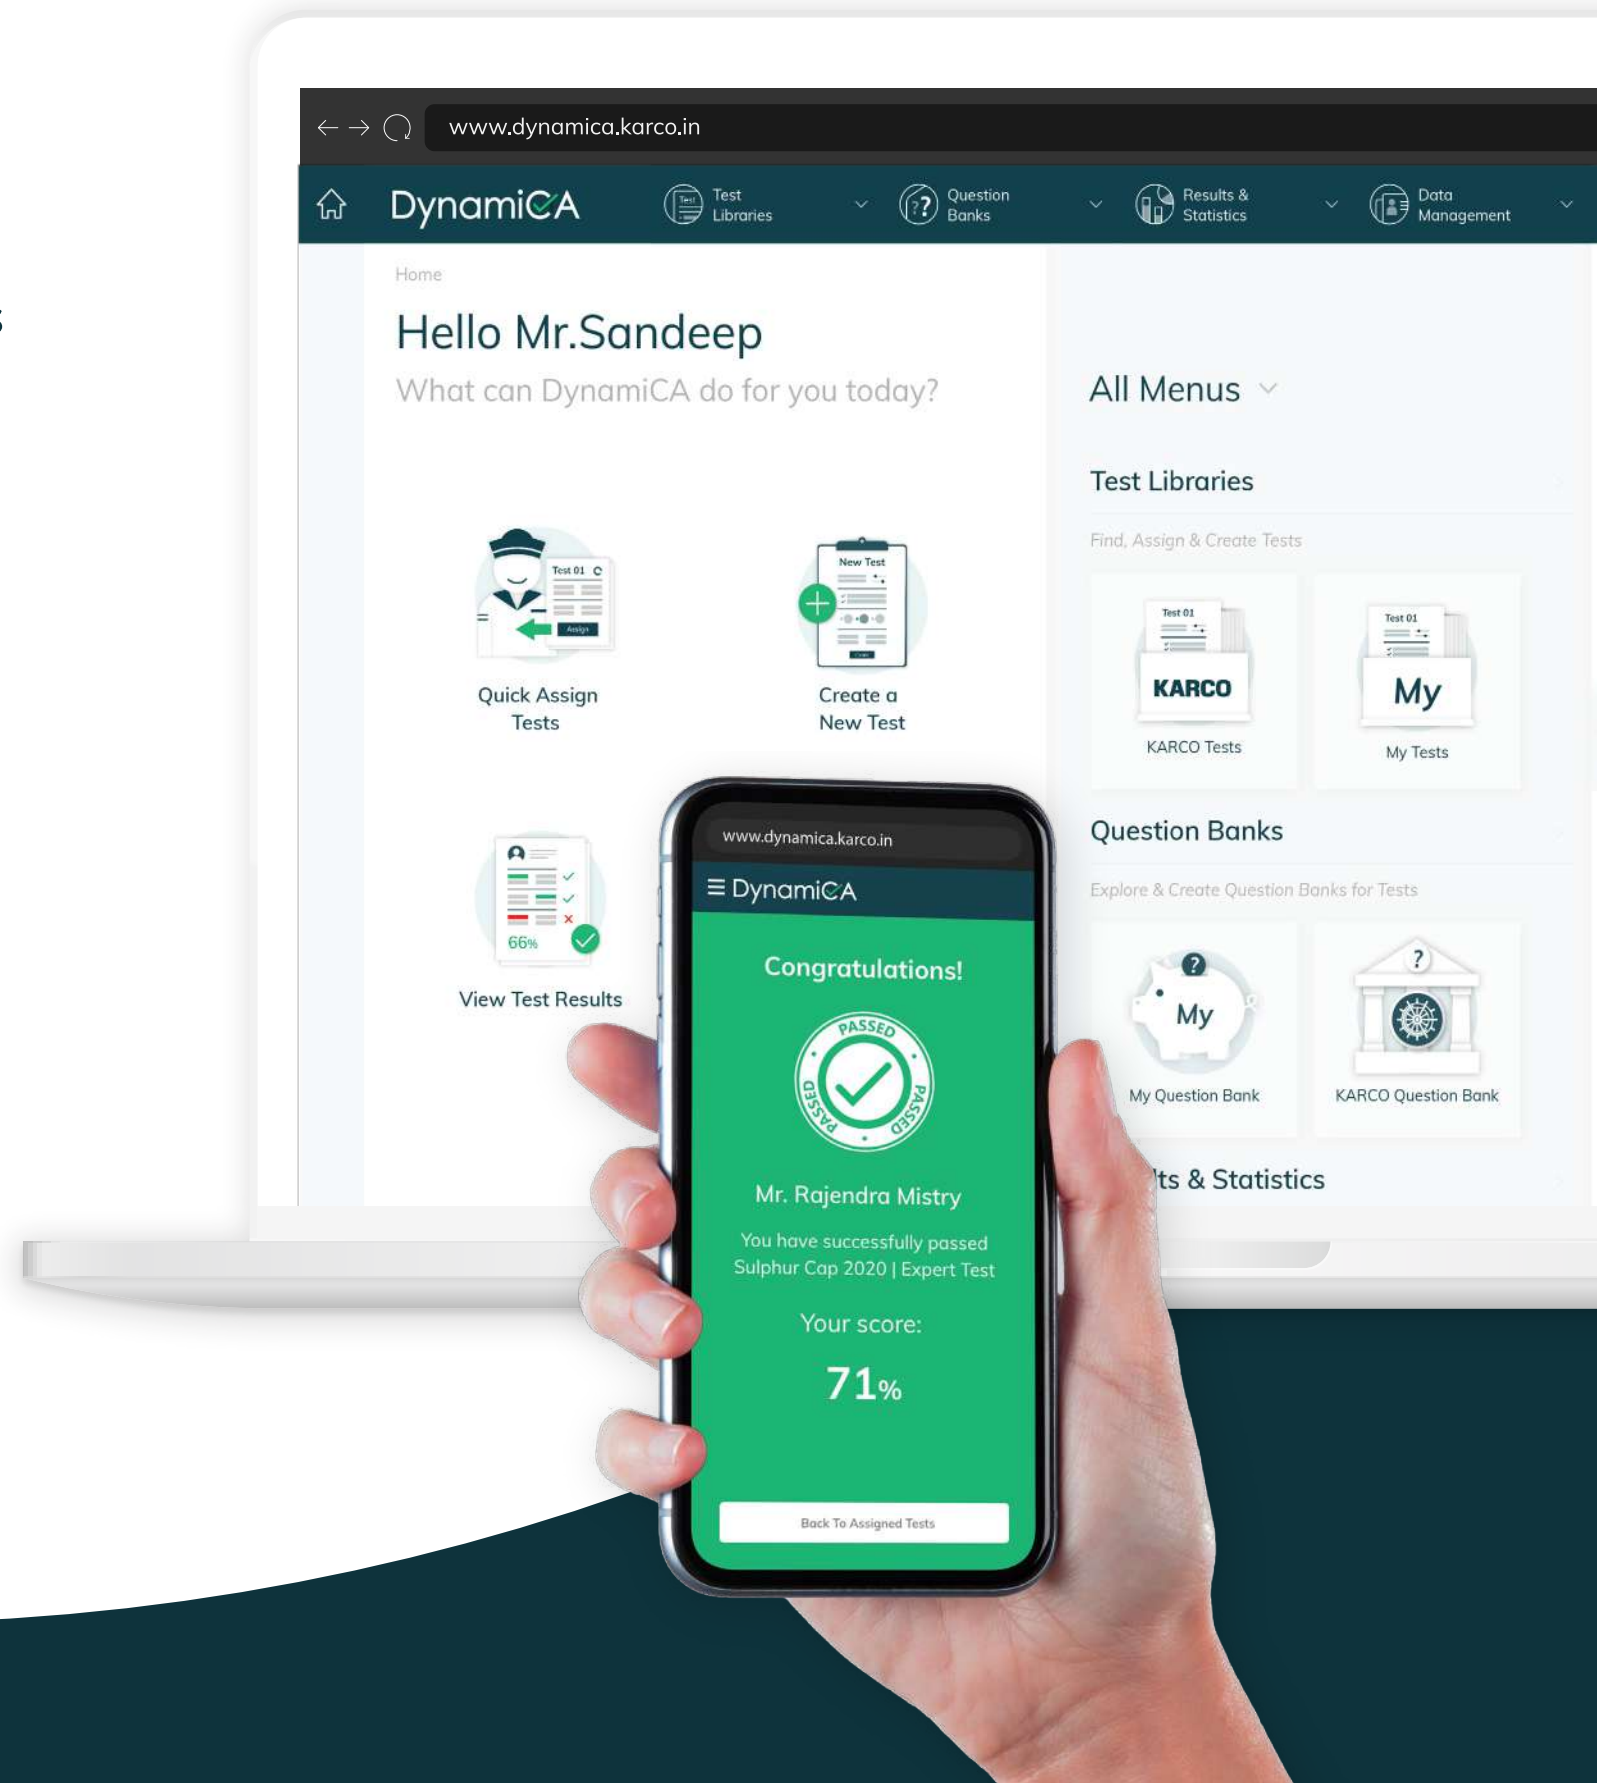 s
www.dynamica.karco.in
DynamiCA
Test
Libraries
Question
Banks
Results &
Statistics
Data
Management
Home
Hello Mr.Sandeep
What can DynamiCA do for you today?
Test 01
Assign
Quick Assign
Tests
New Test
Create a
New Test
66%
View Test Results
All Menus
Test Libraries
Find, Assign & Create Tests
Test 01
KARCO
KARCO Tests
Test 01
My
My Tests
Question Banks
Explore & Create Question Banks for Tests
?
My
My Question Bank
?
KARCO Question Bank
ts & Statistics
www.dynamica.karco.in
DynamiCA
Congratulations!
PASSED
PASSED
PASSED
Mr. Rajendra Mistry
You have successfully passed
Sulphur Cap 2020 | Expert Test
Your score:
71%
Back To Assigned Tests